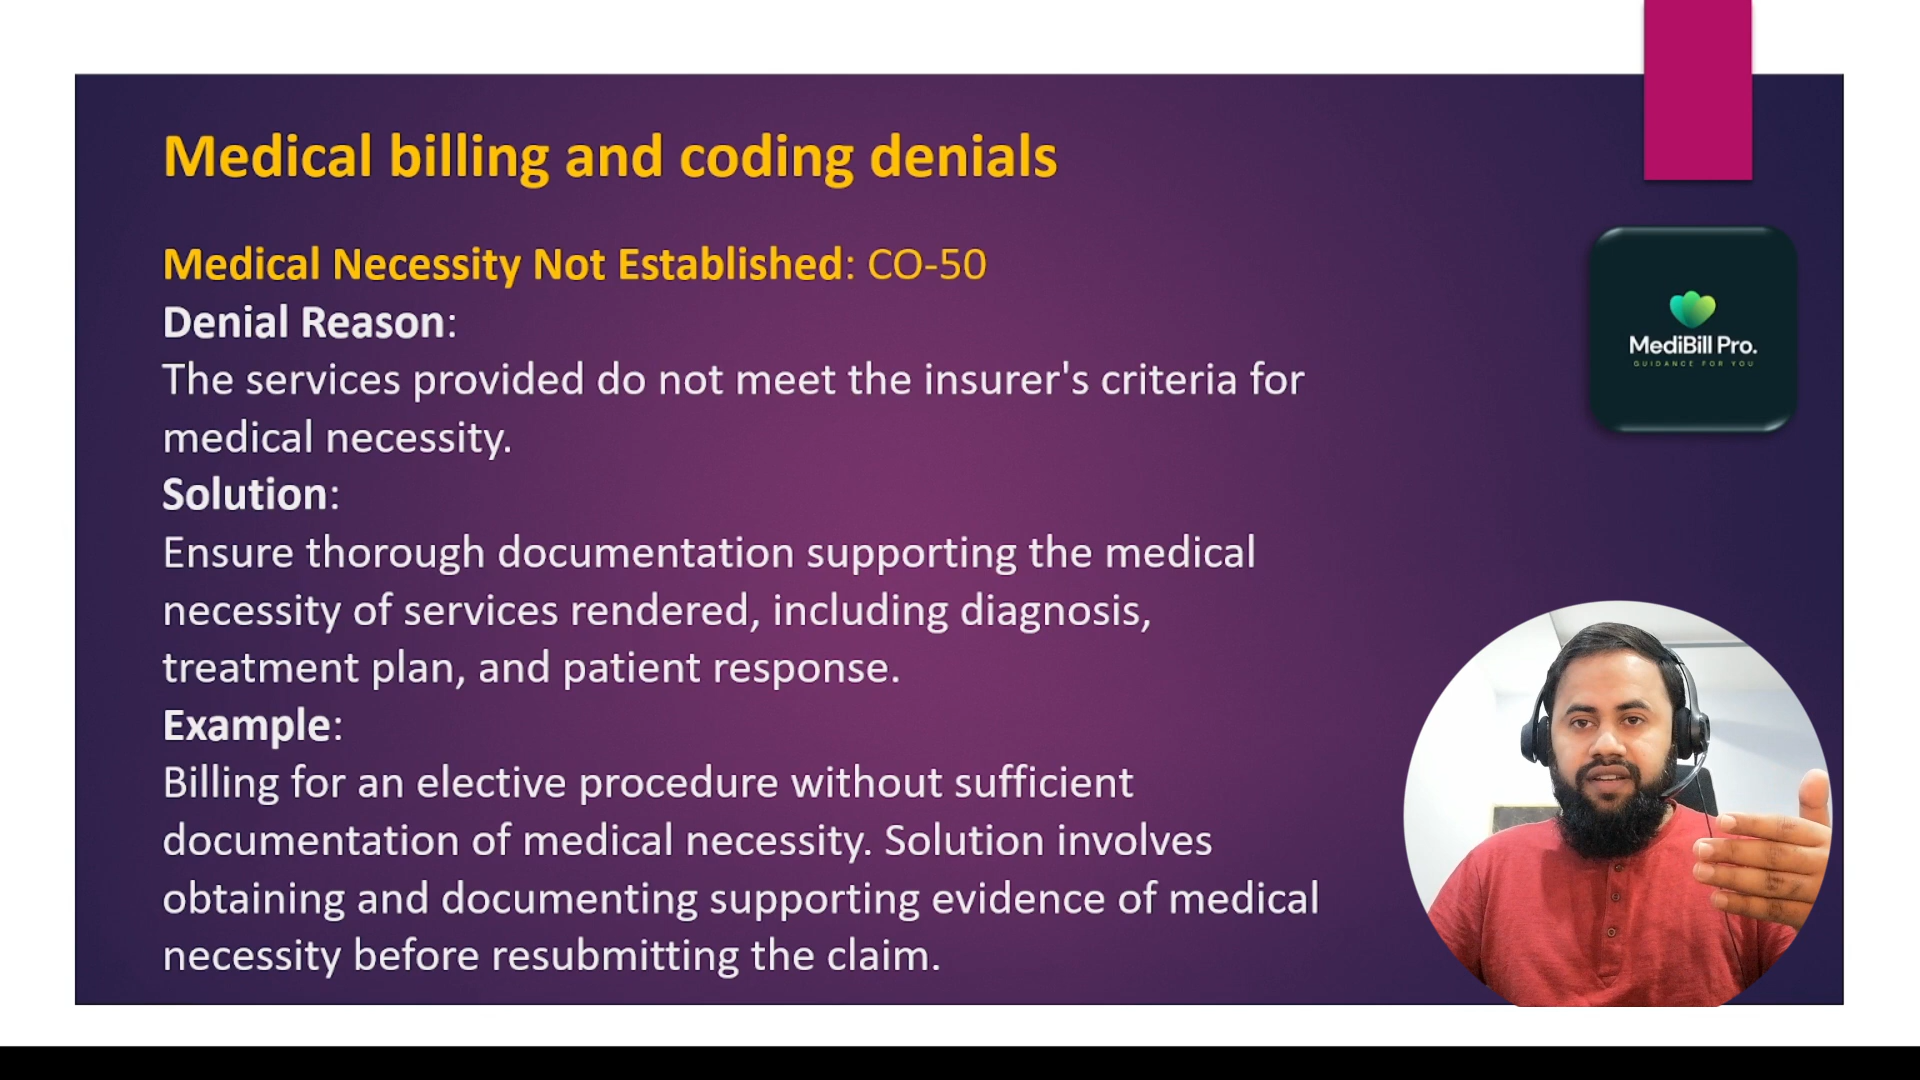 Medical billing and coding denials
Medical Necessity Not Established: CO-50
Denial Reason:
The services provided do not meet the insurer's criteria for
medical necessity.
Solution:
Ensure thorough documentation supporting the medical
necessity of services rendered, including diagnosis,
treatment plan, and patient response.
Example:
Billing for an elective procedure without sufficient
documentation of medical necessity. Solution involves
obtaining and documenting supporting evidence of medical
necessity before resubmitting the claim.
MediBill Pro.
GUIDANCE FOR YOU